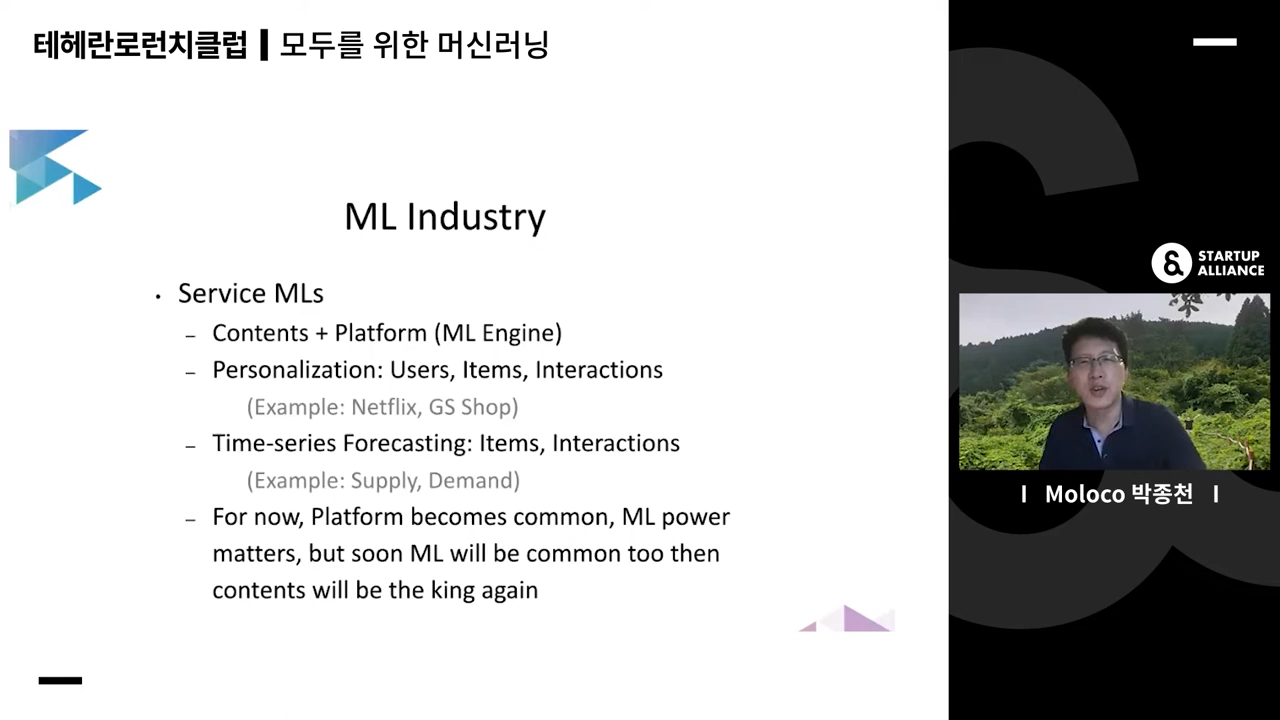 테헤란로런치클럽 | 모두를 위한 머신러닝
ML Industry
• Service MLs
– Contents + Platform (ML Engine)
– Personalization: Users, Items, Interactions
(Example: Netflix, GS Shop)
– Time-series Forecasting: Items, Interactions
(Example: Supply, Demand)
– For now, Platform becomes common, ML power
matters, but soon ML will be common too then
contents will be the king again
STARTUP
ALLIANCE
| Moloco 박종천 |